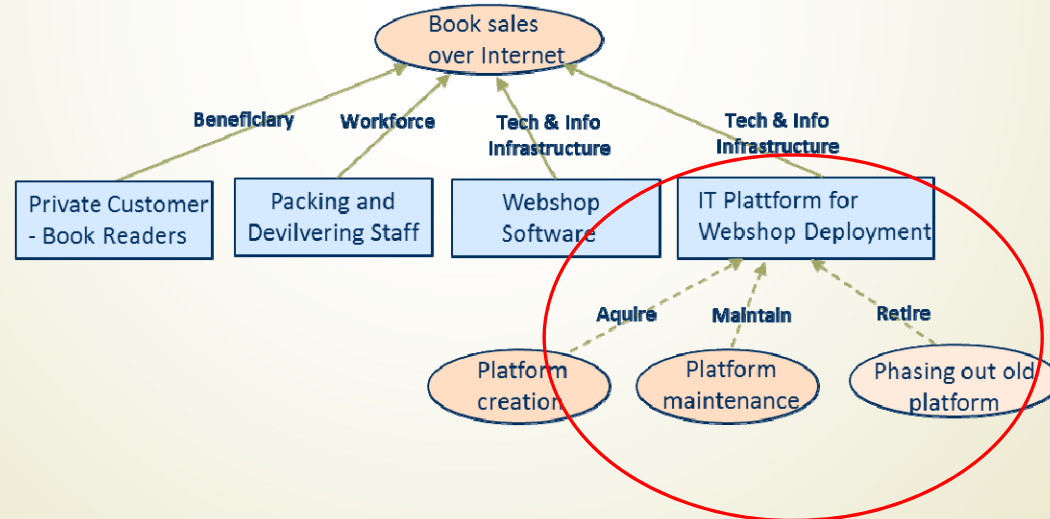 Book sales
over Internet
Beneficiary
Workforce
Tech & Info
Infrastructure
Tech & Info
Infrastructure
Private Customer
- Book Readers
Packing and
Devilvering Staff
Webshop
Software
IT Plattform for
Webshop Deployment
Aquire
Maintain
Retire
Platform
creation
Platform
maintenance
Phasing out old
platform